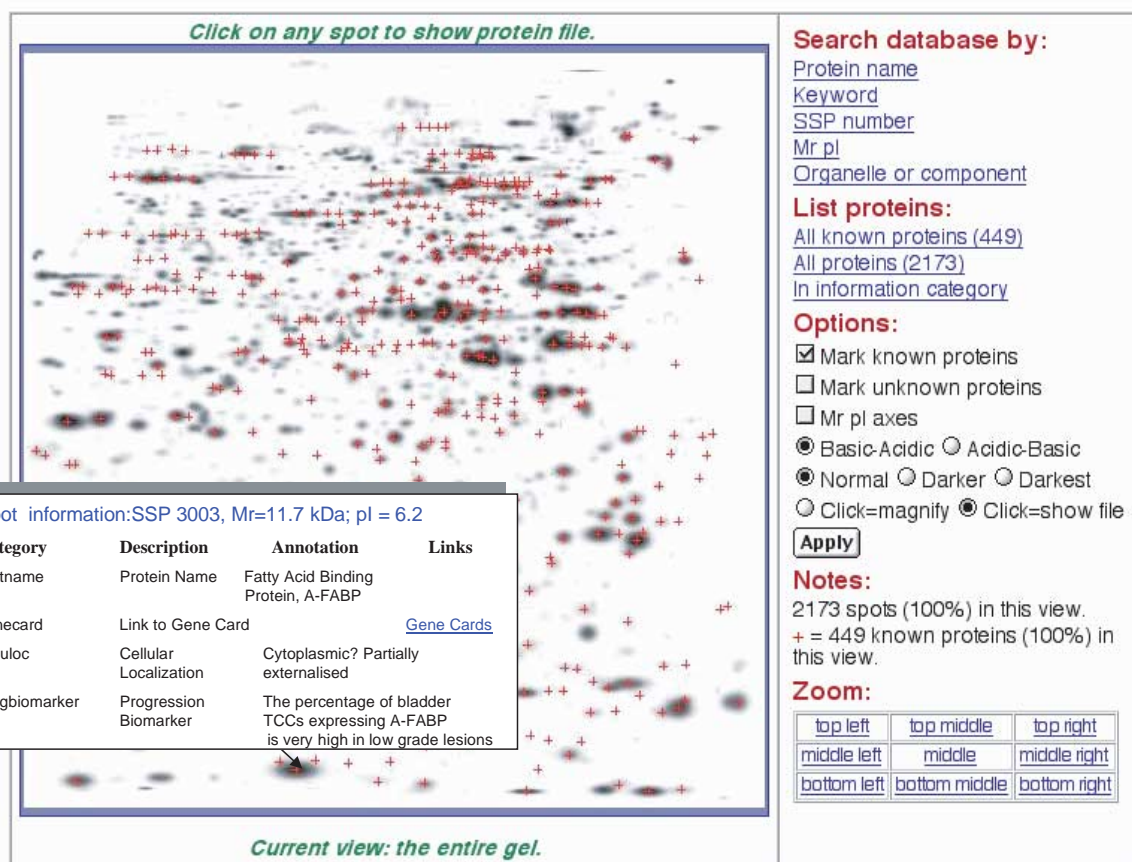 Click on any spot to show protein file.
ot information:SSP 3003, Mr=11.7 kDa; pI = 6.2
tegory Description Annotation Links
tname Protein Name Fatty Acid Binding
Protein, A-FABP
necard Link to Gene Card Gene Cards
luloc Cellular Cytoplasmic? Partially
Localization externalised
gbiomarker Progression The percentage of bladder
Biomarker TCCs expressing A-FABP
is very high in low grade lesions
Current view: the entire gel.
Search database by:
Protein name
Keyword
SSP number
Mr pI
Organelle or component
List proteins:
All known proteins (449)
All proteins (2173)
In information category
Options:
Mark known proteins
Mark unknown proteins
Mr pI axes
Basic-Acidic Acidic-Basic
Normal Darker Darkest
Click=magnify Click=show file
Apply
Notes:
2173 spots (100%) in this view.
+ = 449 known proteins (100%) in
this view.
Zoom:
top left top middle top right
middle left middle middle right
bottom left bottom middle bottom right